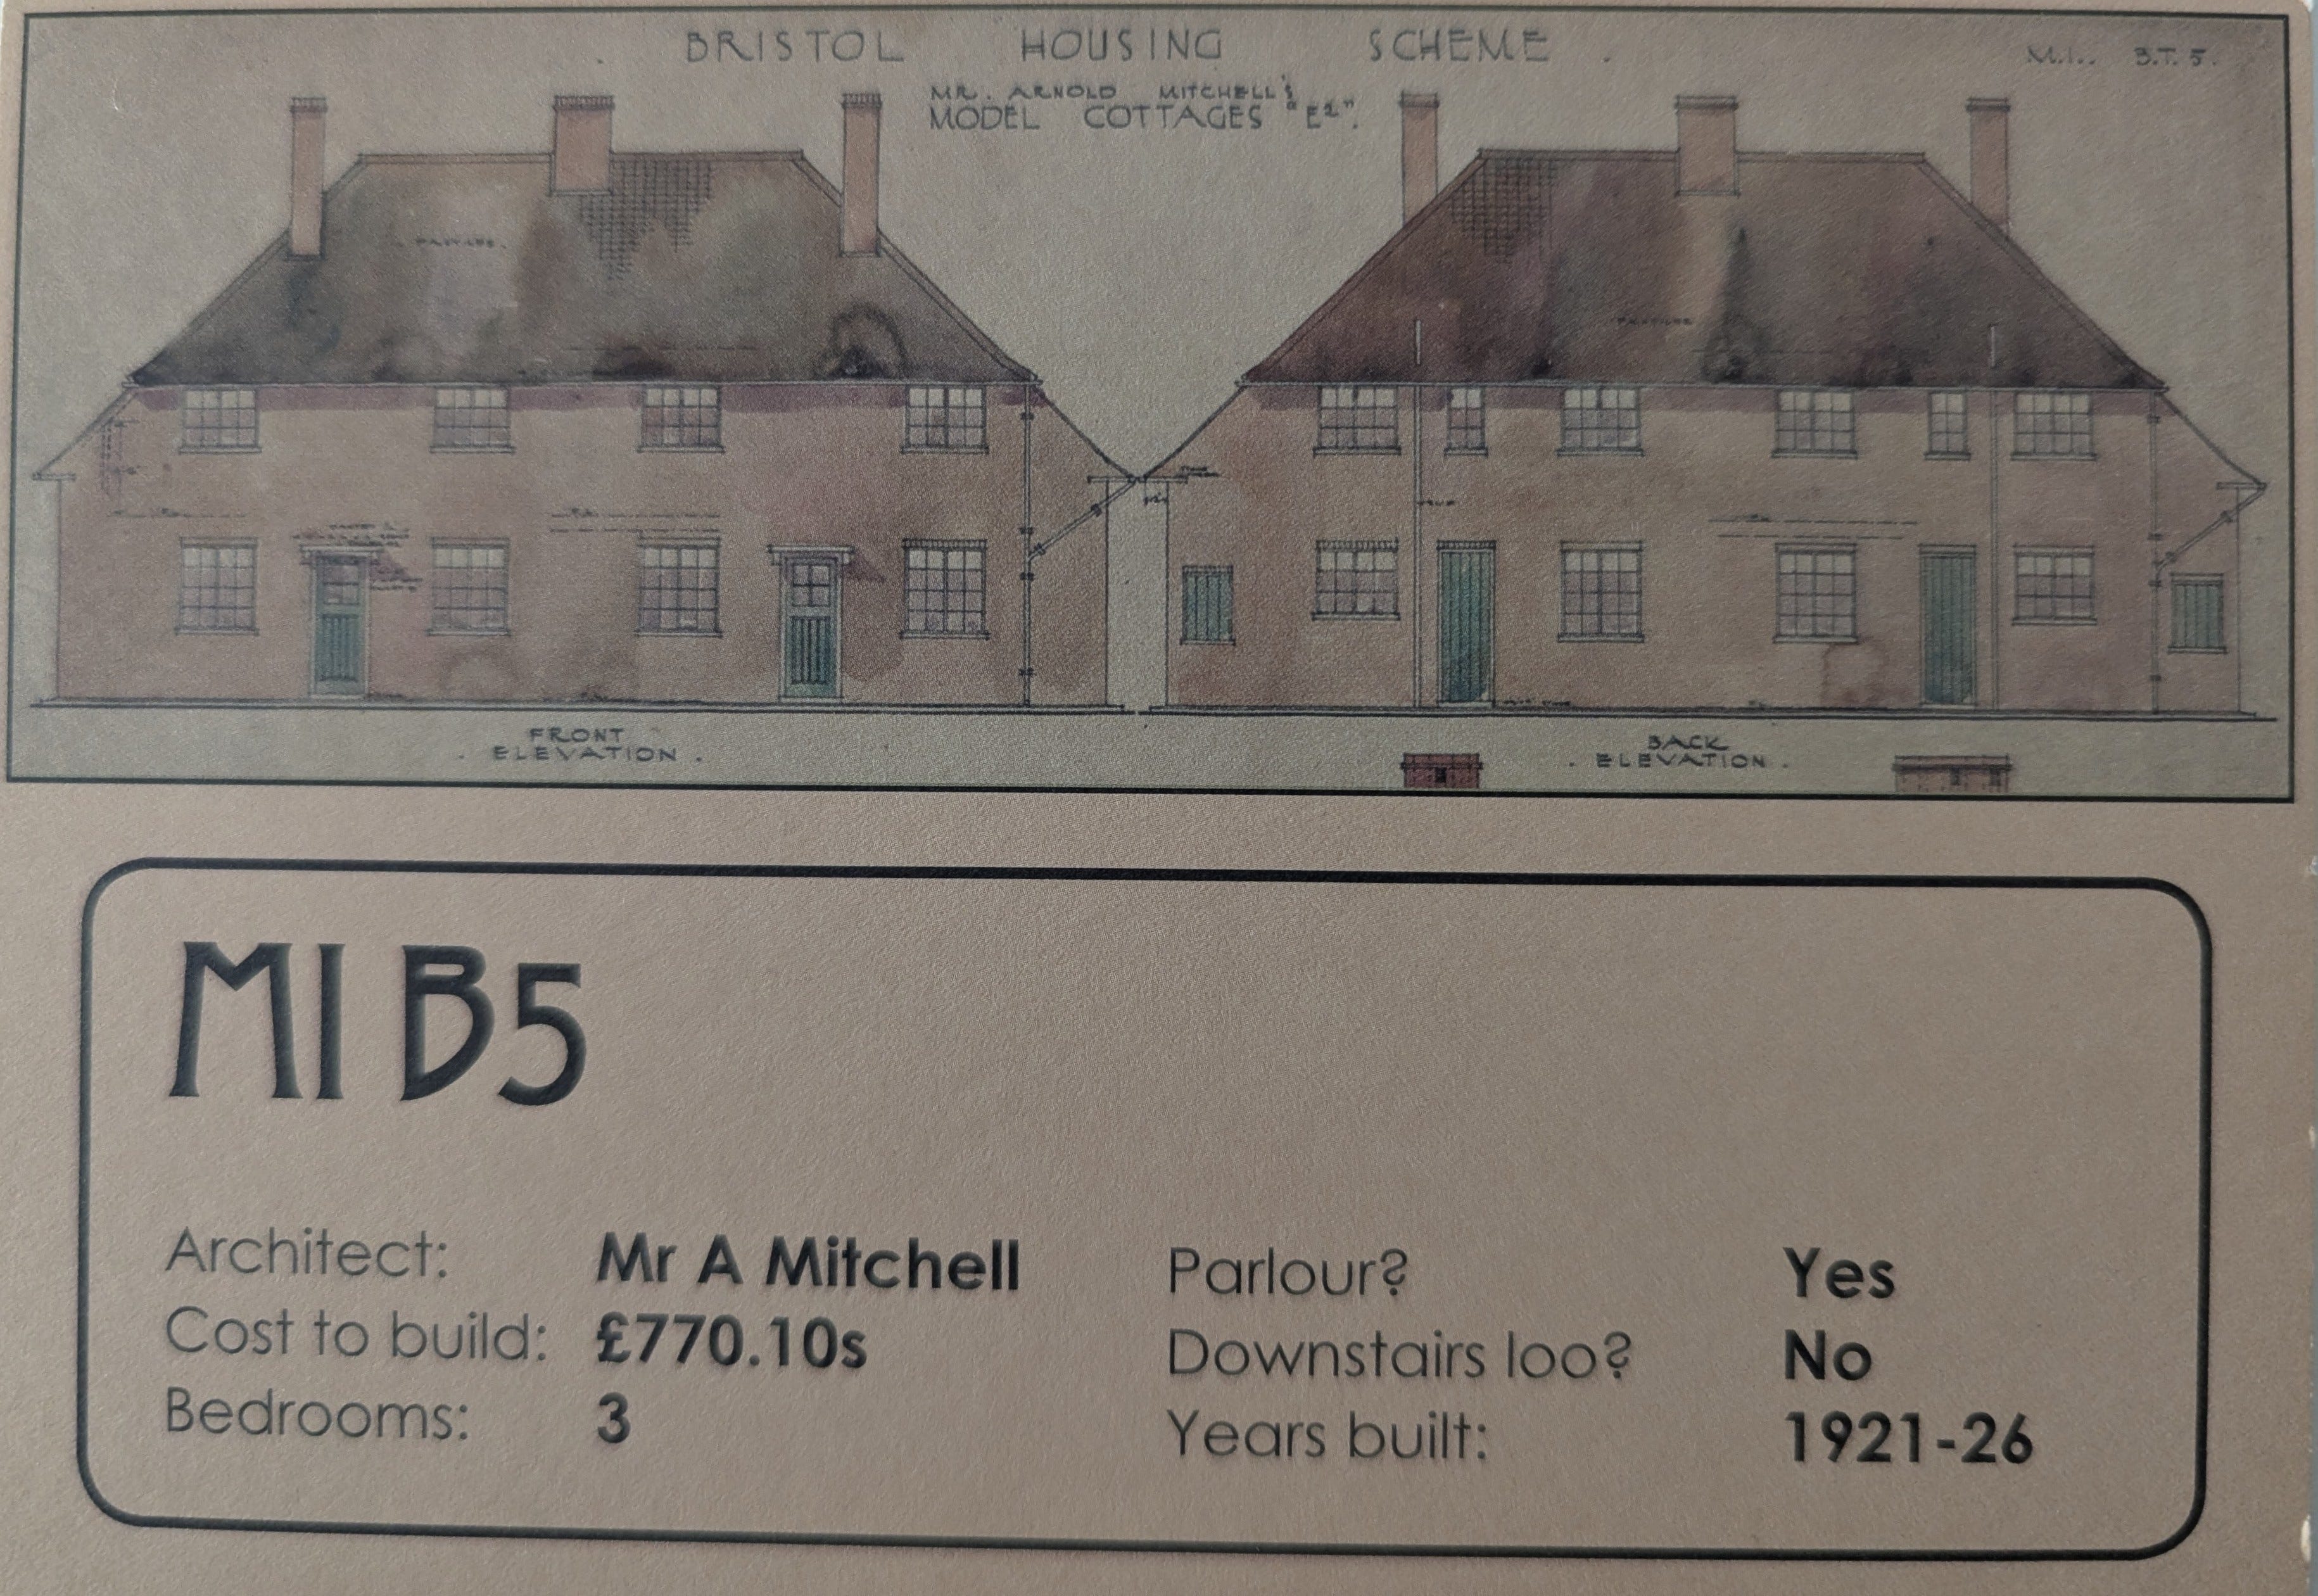 BRISTOL HOUSING SCHEME.
M.I.. B.T. 5.
MR. ARNOLD MITCHELL'S
MODEL COTTAGES "E1".
FRONT
. ELEVATION .
BACK
. ELEVATION .
MI B5
Architect: Mr A Mitchell
Cost to build: £770.10s
Bedrooms: 3
Parlour? Yes
Downstairs loo? No
Years built: 1921-26